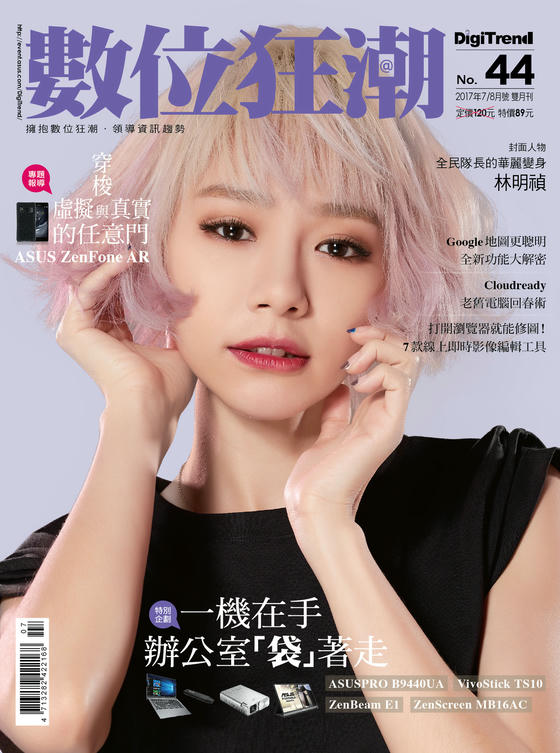 http://event.asus.com/DigiTrend/
數位狂潮
@
DigiTrend
No. 44
2017年7/8月號 雙月刊
定價120元 特價89元
擁抱數位狂潮‧領導資訊趨勢
封面人物
全民隊長的華麗變身
林明禎
專題報導
穿梭
虛擬與真實
的任意門
ASUS ZenFone AR
Google地圖更聰明
全新功能大解密
Cloudready
老舊電腦回春術
打開瀏覽器就能修圖!
7款線上即時影像編輯工具
特別企劃
一機在手
辦公室「袋」著走
ASUSPRO B9440UA
VivoStick TS10
ZenBeam E1
ZenScreen MB16AC
07
4 713282 422168